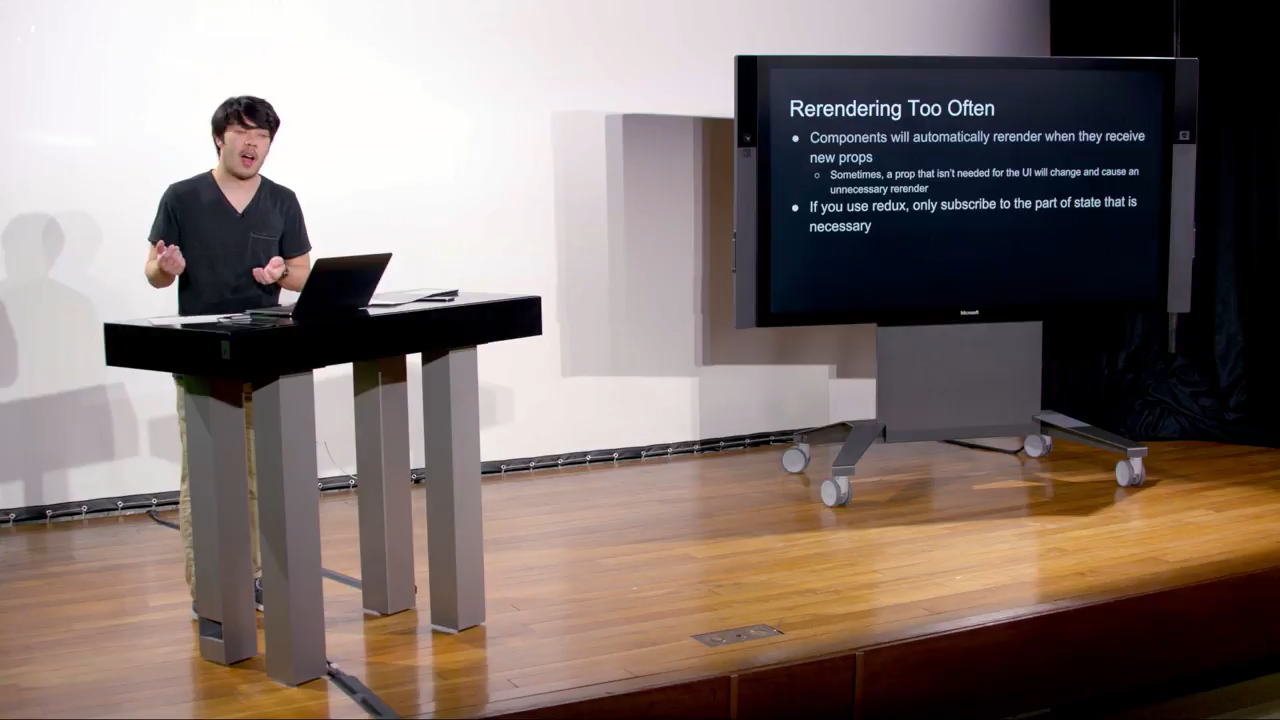 Rerendering Too Often
● Components will automatically rerender when they receive
new props
○ Sometimes, a prop that isn't needed for the UI will change and cause an
unnecessary rerender
● If you use redux, only subscribe to the part of state that is
necessary
Microsoft